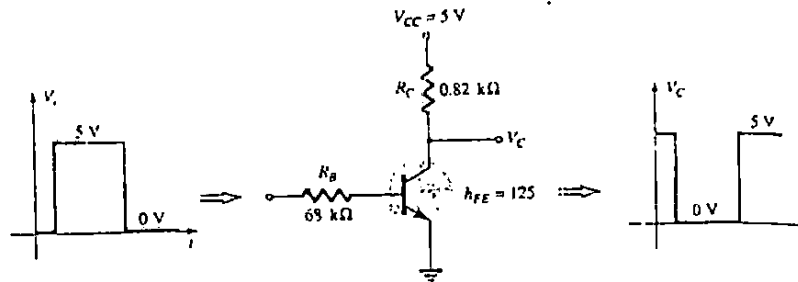 V_CC = 5 V
R_C 0.82 kΩ
V_C
R_B
68 kΩ
h_FE = 125
V_i
5 V
0 V
t
V_C
5 V
0 V